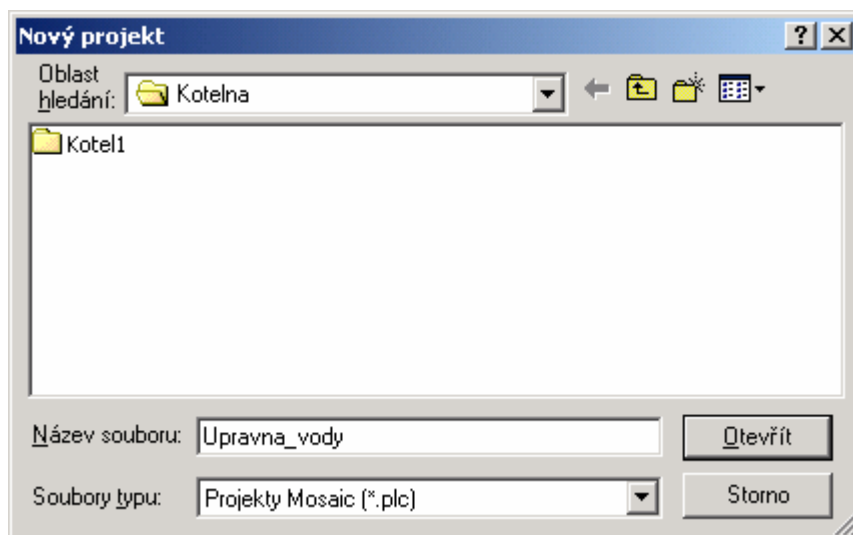 Nový projekt
Oblast
hledání:
Kotelna
Kotel1
Název souboru:
Upravna_vody
Otevřít
Soubory typu:
Projekty Mosaic (*.plc)
Storno